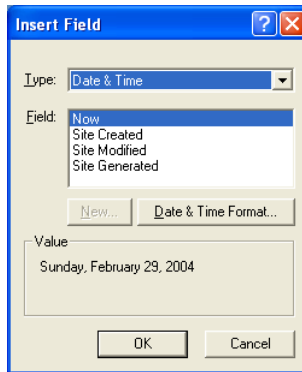 Insert Field
Type: Date & Time
Field: Now
Site Created
Site Modified
Site Generated
New... Date & Time Format...
Value
Sunday, February 29, 2004
OK Cancel